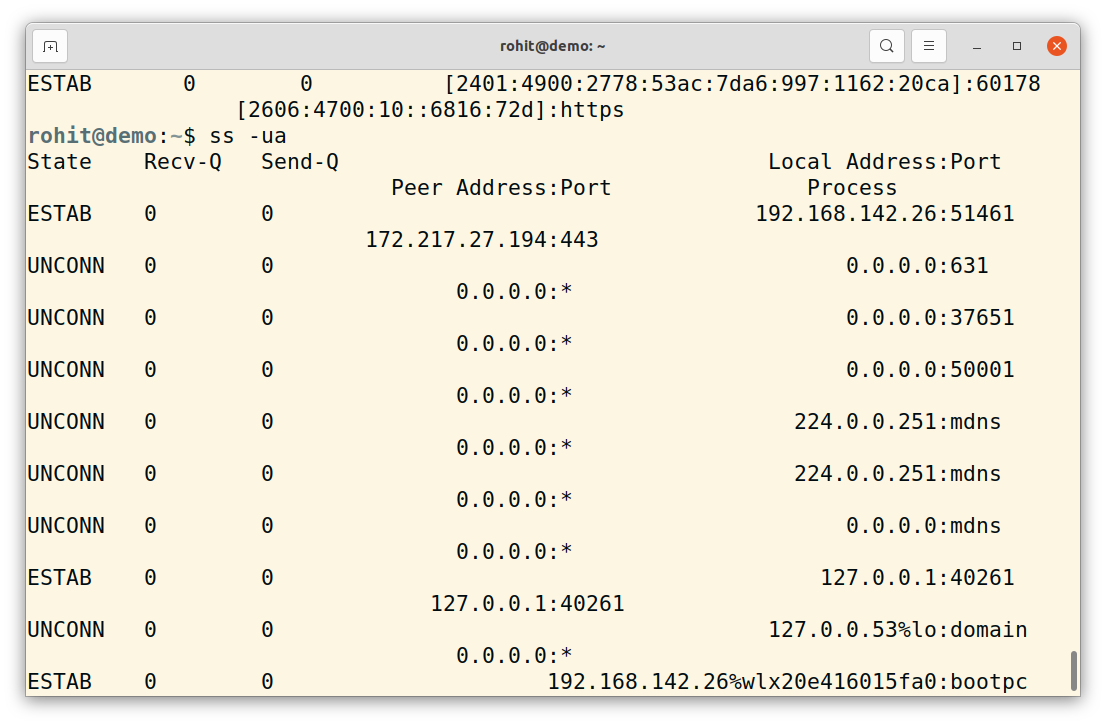 rohit@demo: ~
ESTAB 0 0 [2401:4900:2778:53ac:7da6:997:1162:20ca]:60178
[2606:4700:10::6816:72d]:https
rohit@demo:~$ ss -ua
State Recv-Q Send-Q Local Address:Port
Peer Address:Port Process
ESTAB 0 0 192.168.142.26:51461
172.217.27.194:443
UNCONN 0 0 0.0.0.0:631
0.0.0.0:*
UNCONN 0 0 0.0.0.0:37651
0.0.0.0:*
UNCONN 0 0 0.0.0.0:50001
0.0.0.0:*
UNCONN 0 0 224.0.0.251:mdns
0.0.0.0:*
UNCONN 0 0 224.0.0.251:mdns
0.0.0.0:*
UNCONN 0 0 0.0.0.0:mdns
0.0.0.0:*
ESTAB 0 0 127.0.0.1:40261
127.0.0.1:40261
UNCONN 0 0 127.0.0.53%lo:domain
0.0.0.0:*
ESTAB 0 0 192.168.142.26%wlx20e416015fa0:bootpc